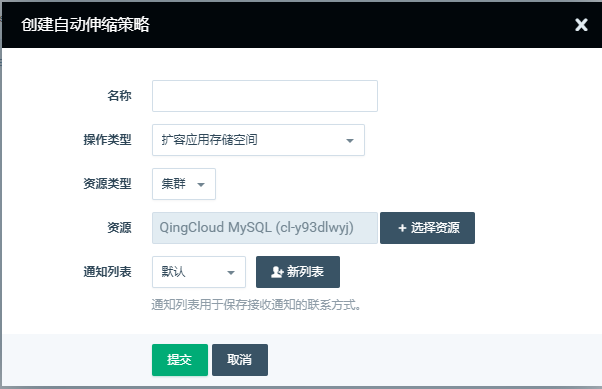 创建自动伸缩策略
名称
操作类型 扩容应用存储空间
资源类型 集群
资源 QingCloud MySQL (cl-y93dlwyj) + 选择资源
通知列表 默认 新列表
通知列表用于保存接收通知的联系方式。
提交 取消